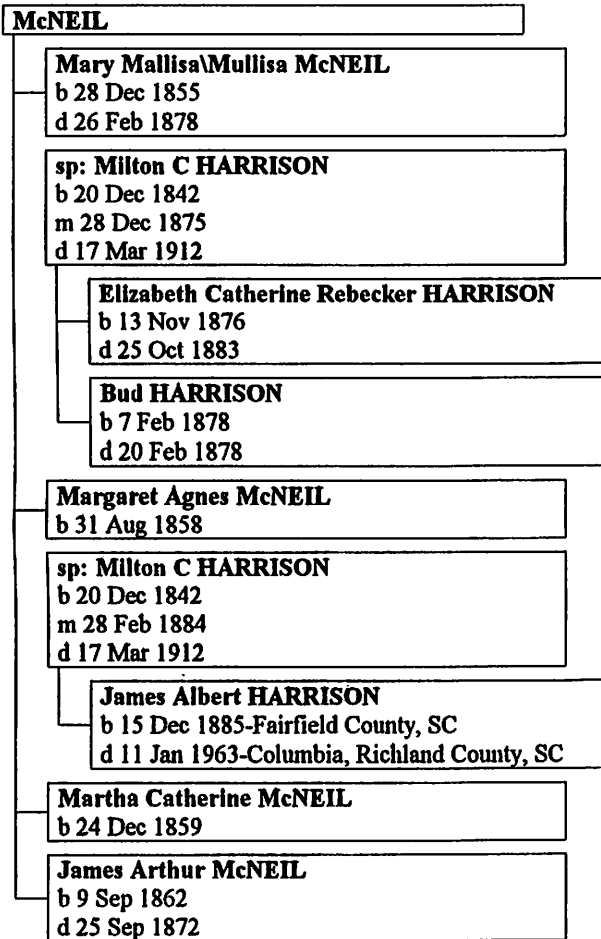 McNEIL
Mary Mallisa\Mullisa McNEIL
b 28 Dec 1855
d 26 Feb 1878
sp: Milton C HARRISON
b 20 Dec 1842
m 28 Dec 1875
d 17 Mar 1912
Elizabeth Catherine Rebecker HARRISON
b 13 Nov 1876
d 25 Oct 1883
Bud HARRISON
b 7 Feb 1878
d 20 Feb 1878
Margaret Agnes McNEIL
b 31 Aug 1858
sp: Milton C HARRISON
b 20 Dec 1842
m 28 Feb 1884
d 17 Mar 1912
James Albert HARRISON
b 15 Dec 1885-Fairfield County, SC
d 11 Jan 1963-Columbia, Richland County, SC
Martha Catherine McNEIL
b 24 Dec 1859
James Arthur McNEIL
b 9 Sep 1862
d 25 Sep 1872